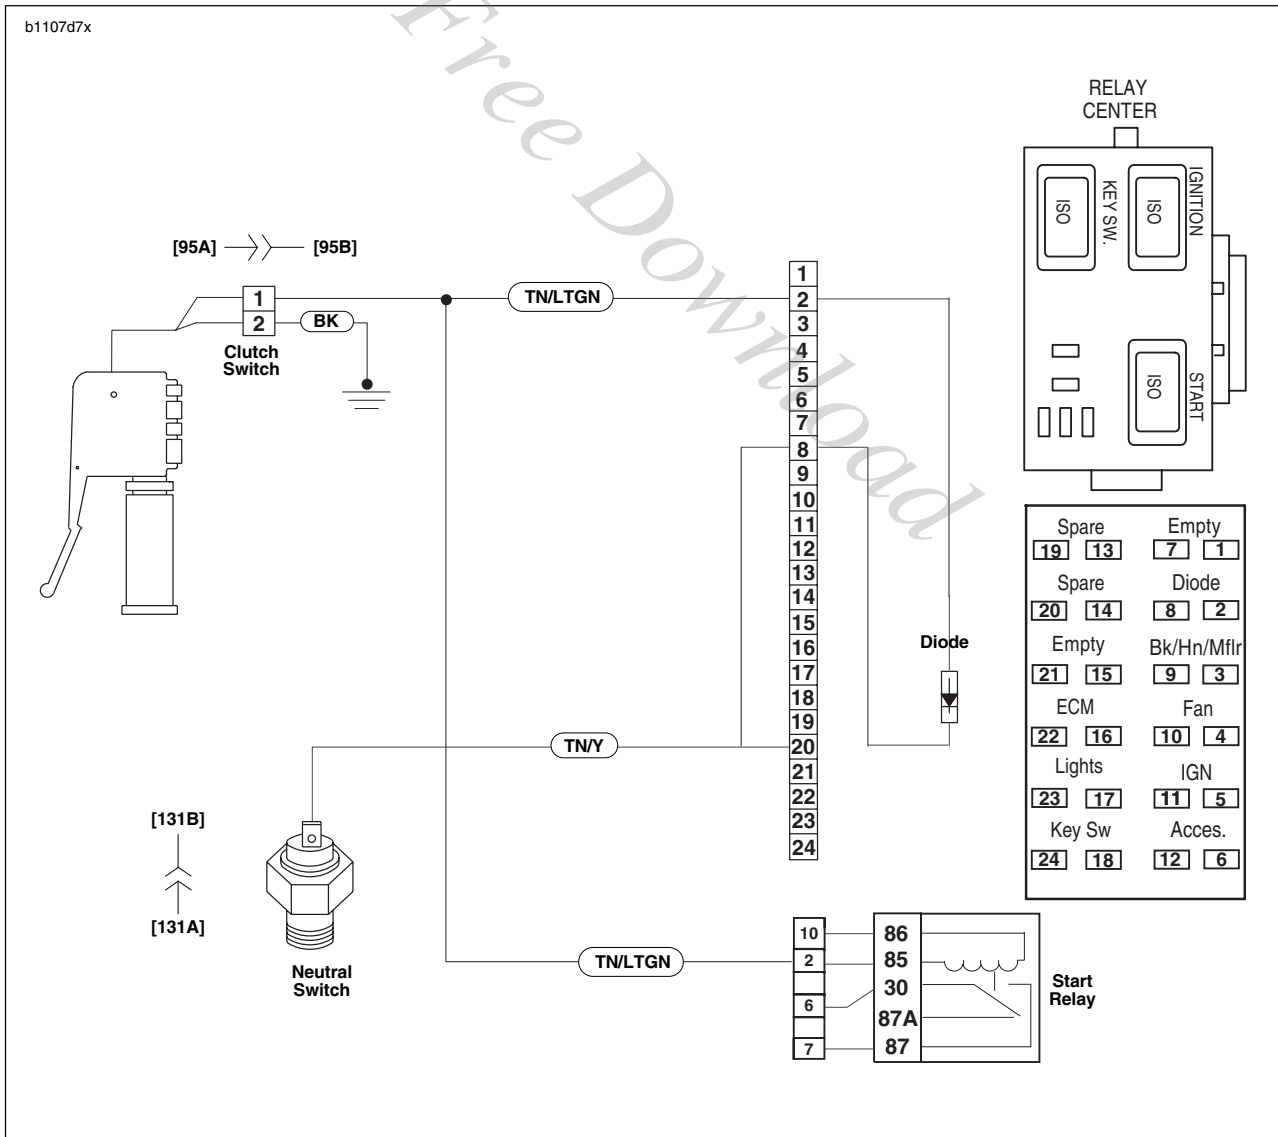 b1107d7x
Free Download
RELAY
CENTER
ISO
KEY SW.
ISO
IGNITION
ISO
START
[95A] [95B]
1
2
BK
Clutch
Switch
TN/LTGN
1
2
3
4
5
6
7
8
9
10
11
12
13
14
15
16
17
18
19
20
21
22
23
24
Diode
TN/Y
[131B]
[131A]
Neutral
Switch
TN/LTGN
10
2
6
7
86
85
30
87A
87
Start
Relay
Spare Empty
19 13 7 1
Spare Diode
20 14 8 2
Empty Bk/Hn/Mflr
21 15 9 3
ECM Fan
22 16 10 4
Lights IGN
23 17 11 5
Key Sw Acces.
24 18 12 6